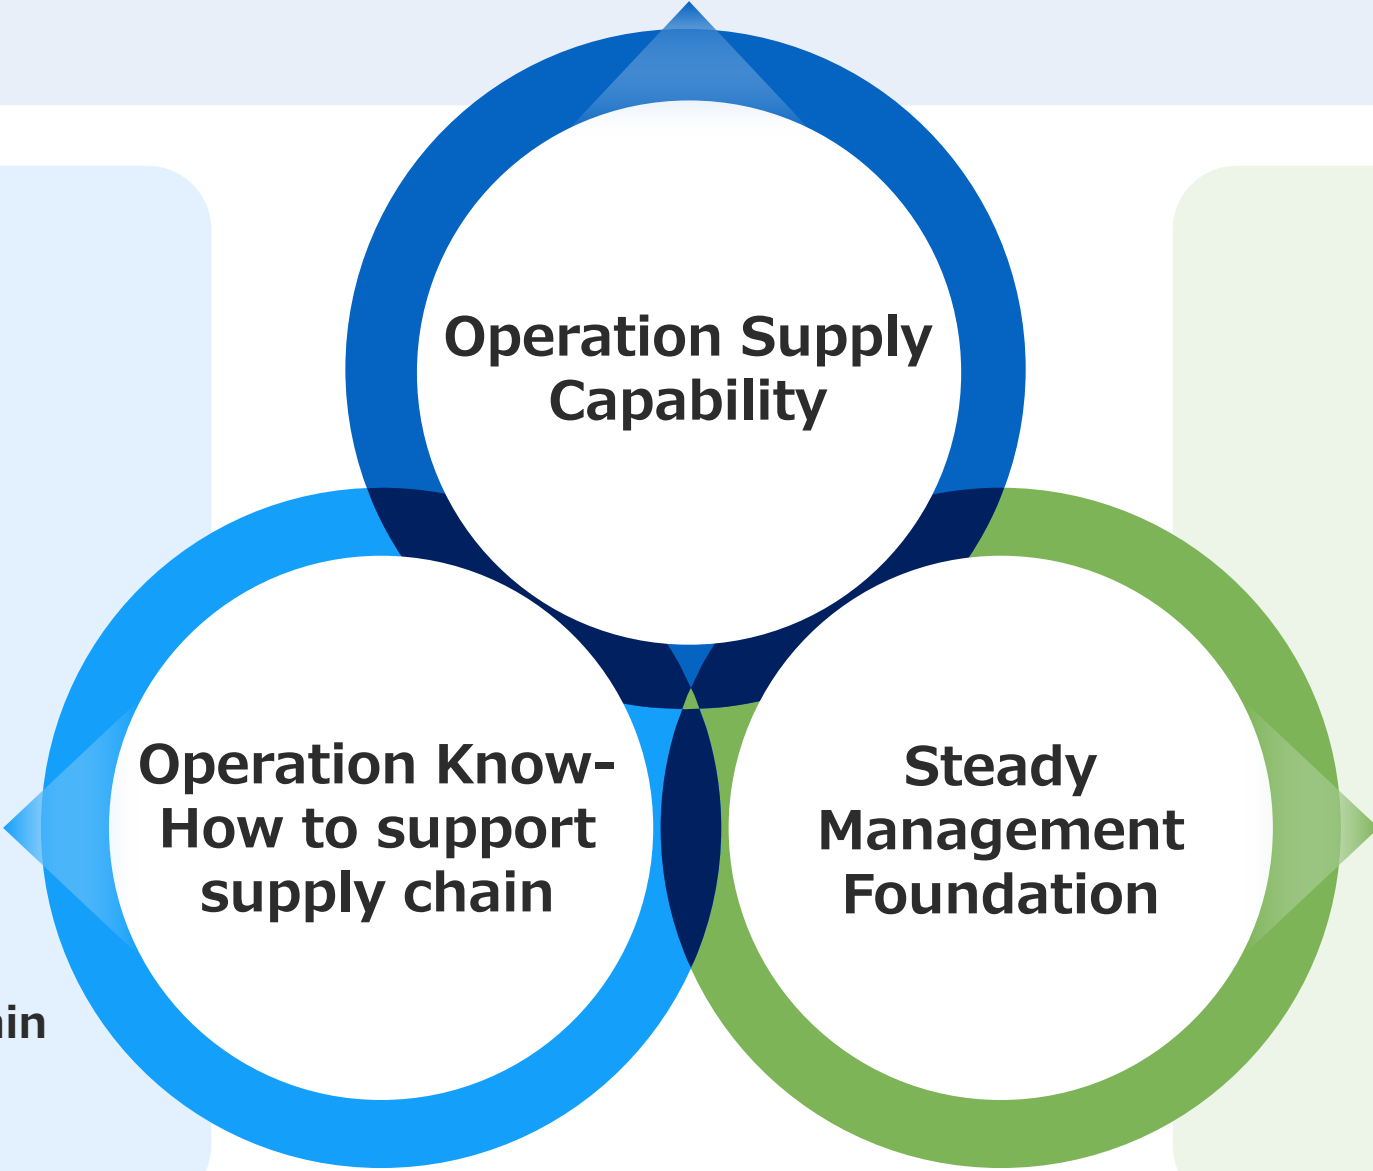 Operation Supply
Capability
Operation Know-
How to support
supply chain
Steady
Management
Foundation